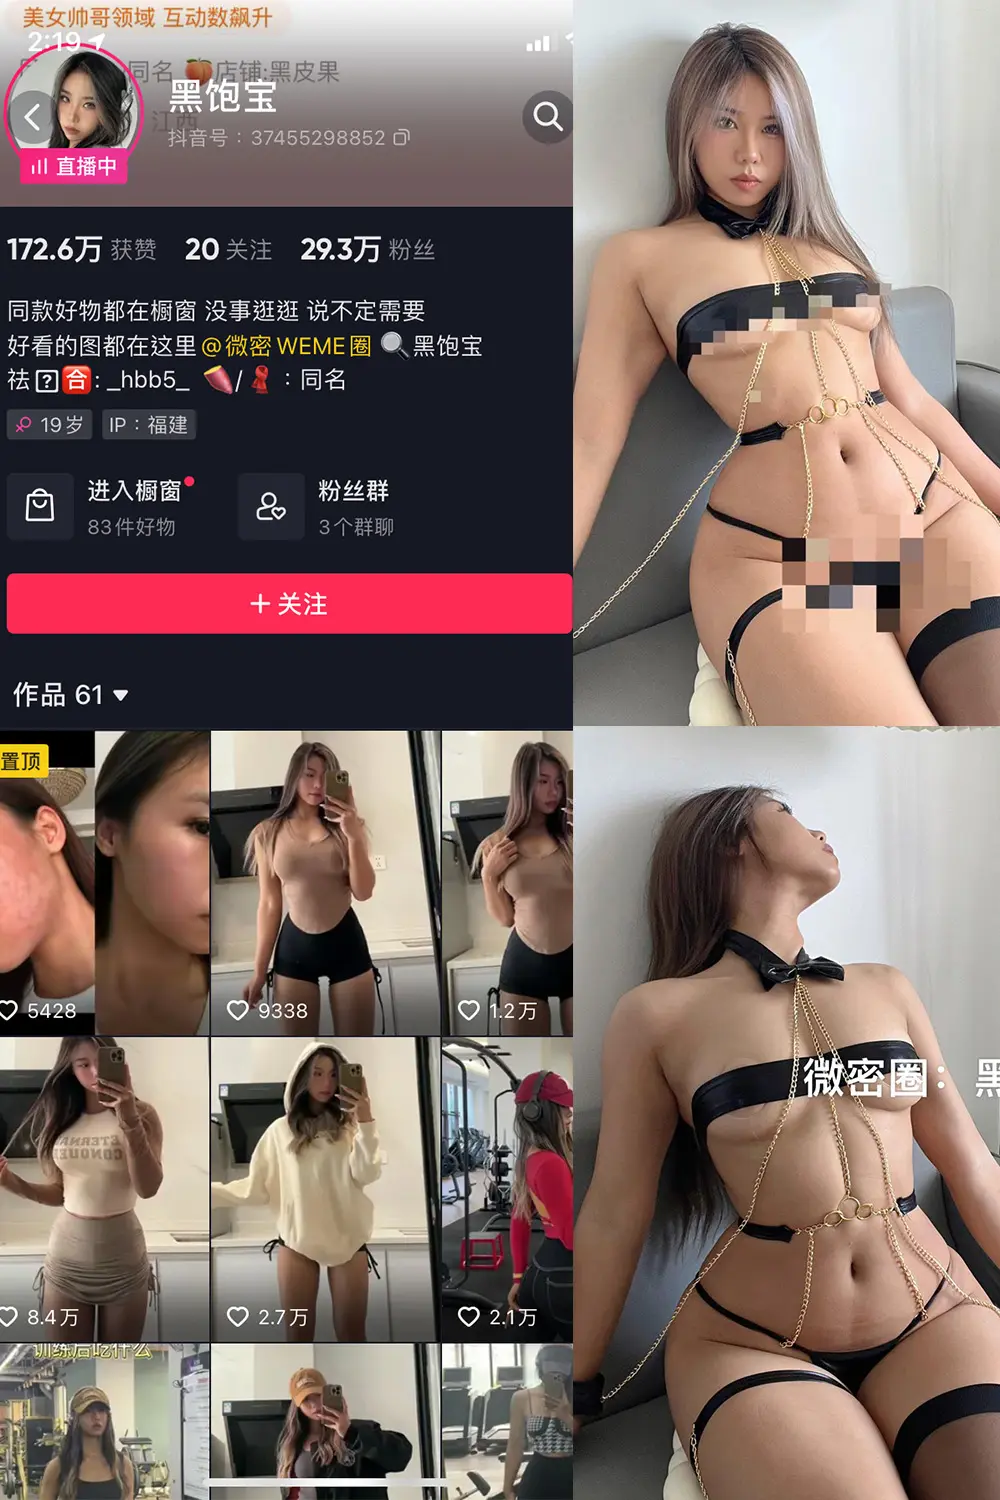 美女帅哥领域 互动数飙升
2:19
同名 🍑店铺:黑皮果
黑饱宝
江西
抖音号：37455298852
直播中
172.6万 获赞 20 关注 29.3万 粉丝
同款好物都在橱窗 没事逛逛 说不定需要
好看的图都在这里@微密 WEME圈 🔍黑饱宝
祛?合: _hbb5_ 🍠/🧣：同名
19岁 IP：福建
进入橱窗
83件好物
粉丝群
3个群聊
+ 关注
作品 61
置顶
5428
9338
1.2万
ETERNAL
CONQUER
8.4万
2.7万
2.1万
训练后吃什么
微密圈：黑